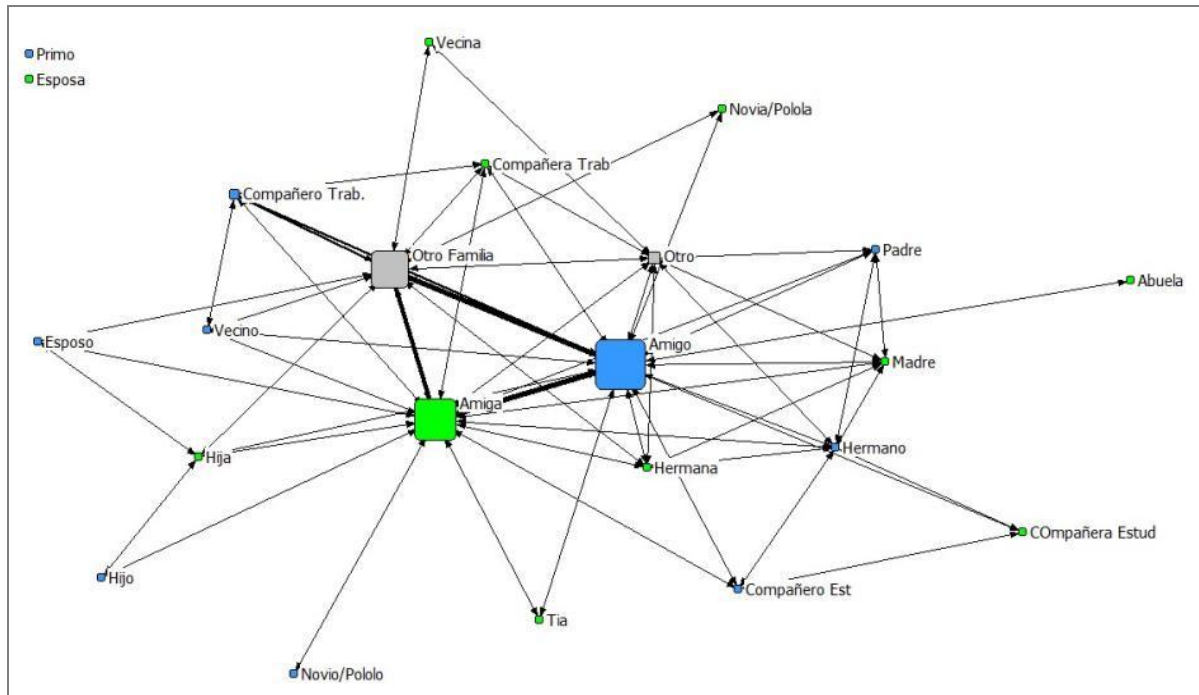 Vecina
Primo
Esposa
Novia/Polola
Compañera Trab
Compañero Trab.
Otro Familia
Otro
Padre
Abuela
Vecino
Esposo
Amigo
Madre
Amiga
Hermano
Hija
Hermana
COmpañera Estud
Hijo
Compañero Est
Tia
Novio/Pololo